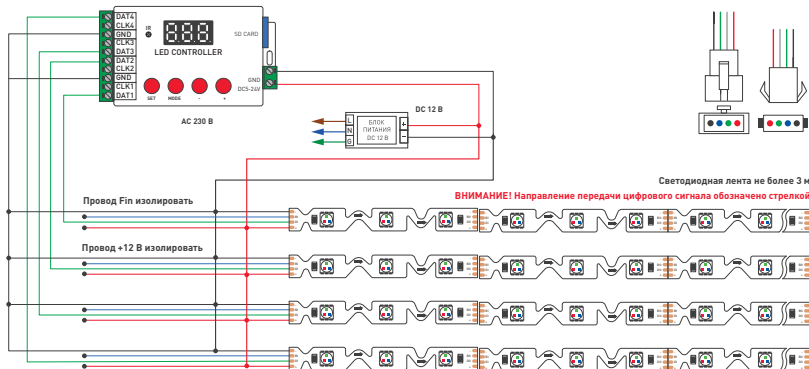 DAT4
CLK4
GND
CLK3
DAT3
DAT2
CLK2
GND
CLK1
DAT1
IR
SD CARD
LED CONTROLLER
SET
MODE
-
+
GND
DC5-24V
AC 230 В
DC 12 В
L
N
G
БЛОК
ПИТАНИЯ
DC 12 В
+
–
Светодиодная лента не более 3 м
ВНИМАНИЕ! Направление передачи цифрового сигнала обозначено стрелкой
Провод Fin изолировать
Провод +12 В изолировать